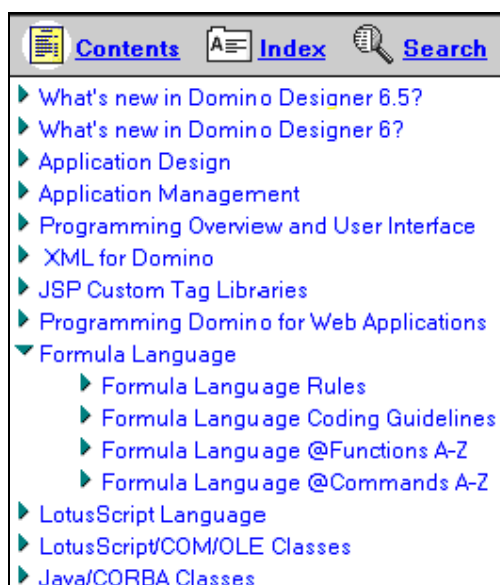 Contents Index Search
What's new in Domino Designer 6.5?
What's new in Domino Designer 6?
Application Design
Application Management
Programming Overview and User Interface
XML for Domino
JSP Custom Tag Libraries
Programming Domino for Web Applications
Formula Language
Formula Language Rules
Formula Language Coding Guidelines
Formula Language @Functions A-Z
Formula Language @Commands A-Z
LotusScript Language
LotusScript/COM/OLE Classes
Java/CORBA Classes